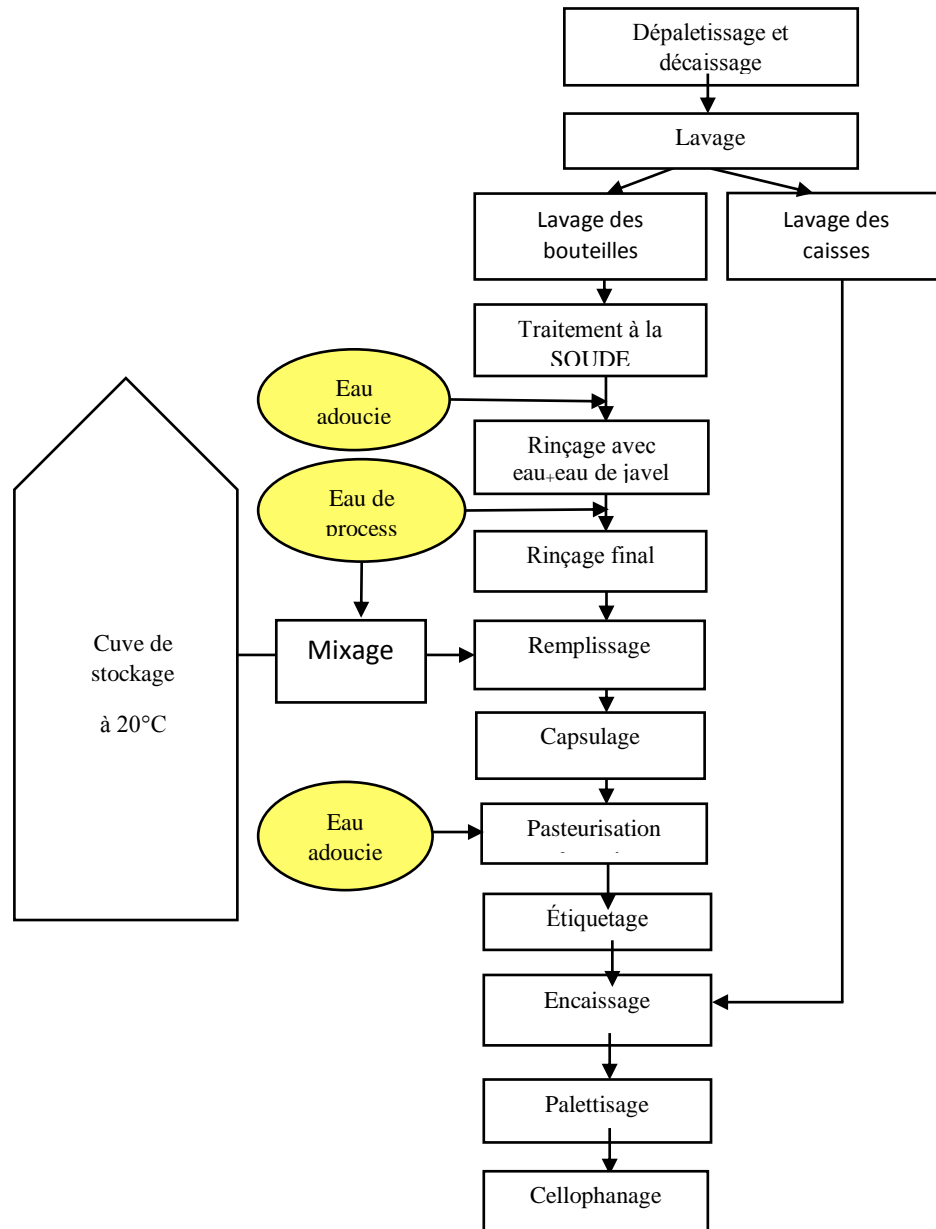 Dépaletissage et
décaissage
Lavage
Lavage des
bouteilles
Lavage des
caisses
Traitement à la
SOUDE
Eau
adoucie
Rinçage avec
eau+eau de javel
Eau de
process
Rinçage final
Cuve de
stockage
à 20°C
Mixage
Remplissage
Capsulage
Eau
adoucie
Pasteurisation
Étiquetage
Encaissage
Palettisage
Cellophanage